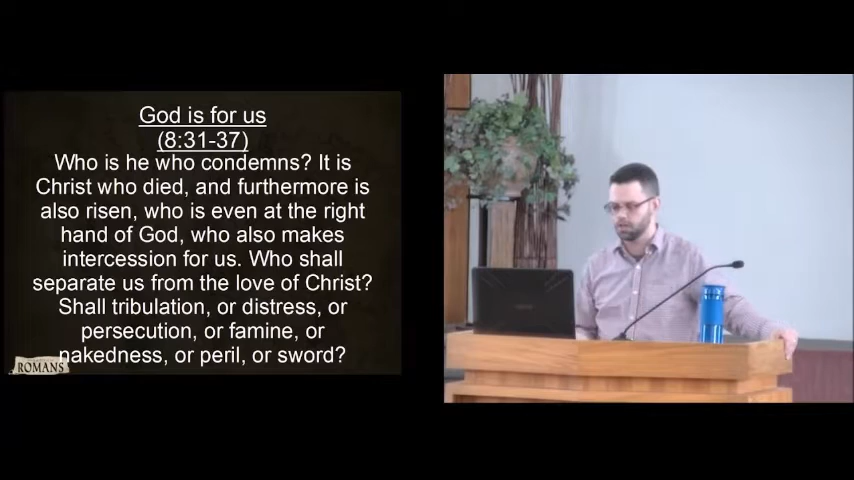 God is for us
(8:31-37)
Who is he who condemns? It is
Christ who died, and furthermore is
also risen, who is even at the right
hand of God, who also makes
intercession for us. Who shall
separate us from the love of Christ?
Shall tribulation, or distress, or
persecution, or famine, or
nakedness, or peril, or sword?
ROMANS